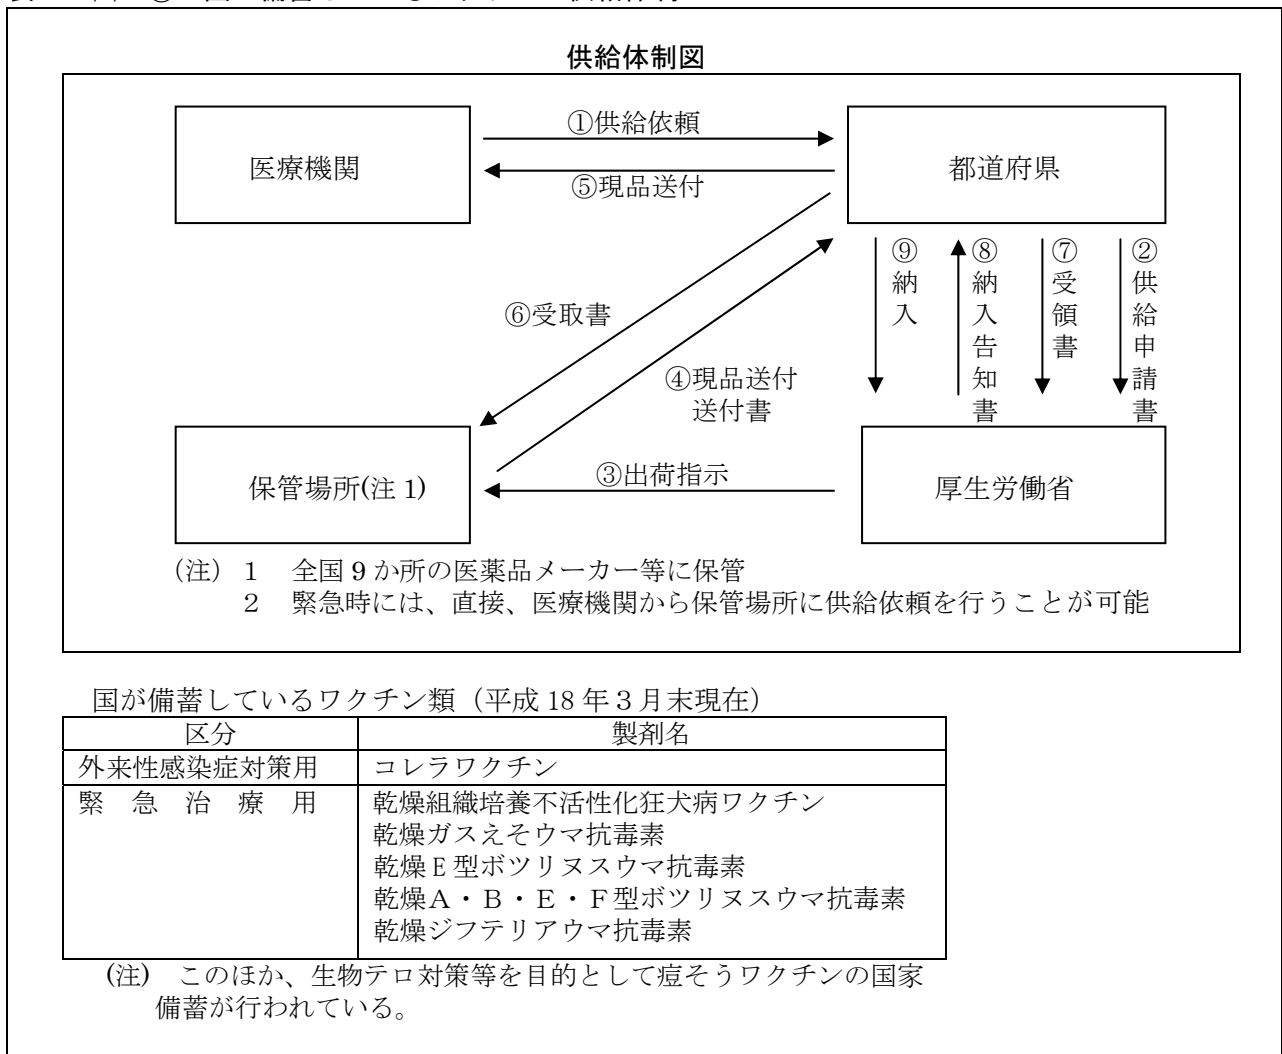 供給体制図
医療機関
①供給依頼
都道府県
⑤現品送付
⑥受取書
④現品送付
送付書
⑨納入
⑧納入告知書
⑦受領書
②供給申請書
保管場所(注1)
③出荷指示
厚生労働省
（注）１　全国9か所の医薬品メーカー等に保管
２　緊急時には、直接、医療機関から保管場所に供給依頼を行うことが可能
国が備蓄しているワクチン類（平成18年３月末現在）
区分　製剤名
外来性感染症対策用　コレラワクチン
緊　急　治　療　用　乾燥組織培養不活性化狂犬病ワクチン
乾燥ガスえそウマ抗毒素
乾燥E型ボツリヌスウマ抗毒素
乾燥Ａ・Ｂ・Ｅ・Ｆ型ボツリヌスウマ抗毒素
乾燥ジフテリアウマ抗毒素
(注)　このほか、生物テロ対策等を目的として痘そうワクチンの国家
備蓄が行われている。